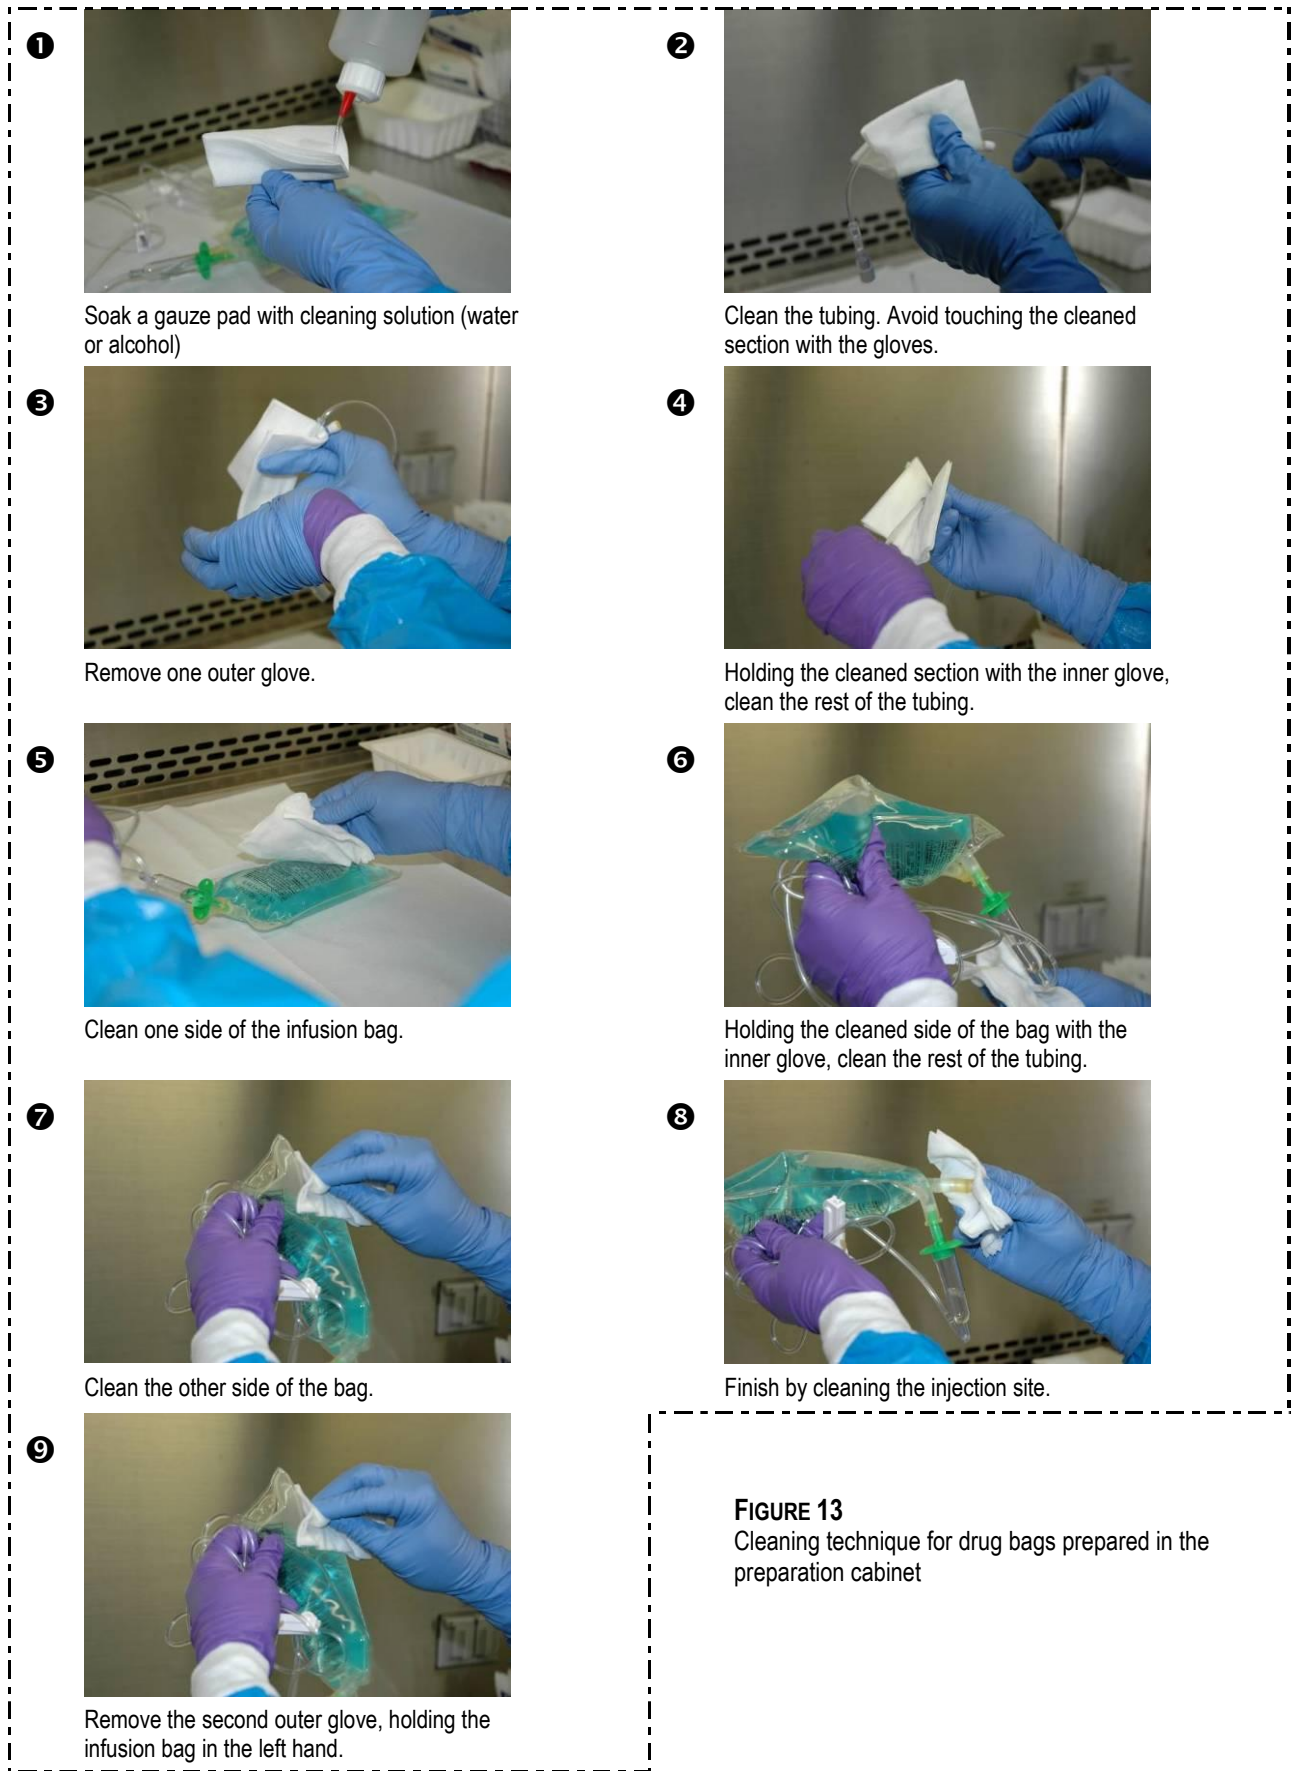 ❶
Soak a gauze pad with cleaning solution (water
or alcohol)
❷
Clean the tubing. Avoid touching the cleaned
section with the gloves.
❸
Remove one outer glove.
❹
Holding the cleaned section with the inner glove,
clean the rest of the tubing.
❺
Clean one side of the infusion bag.
❻
Holding the cleaned side of the bag with the
inner glove, clean the rest of the tubing.
❼
Clean the other side of the bag.
❽
Finish by cleaning the injection site.
❾
Remove the second outer glove, holding the
infusion bag in the left hand.
FIGURE 13
Cleaning technique for drug bags prepared in the
preparation cabinet